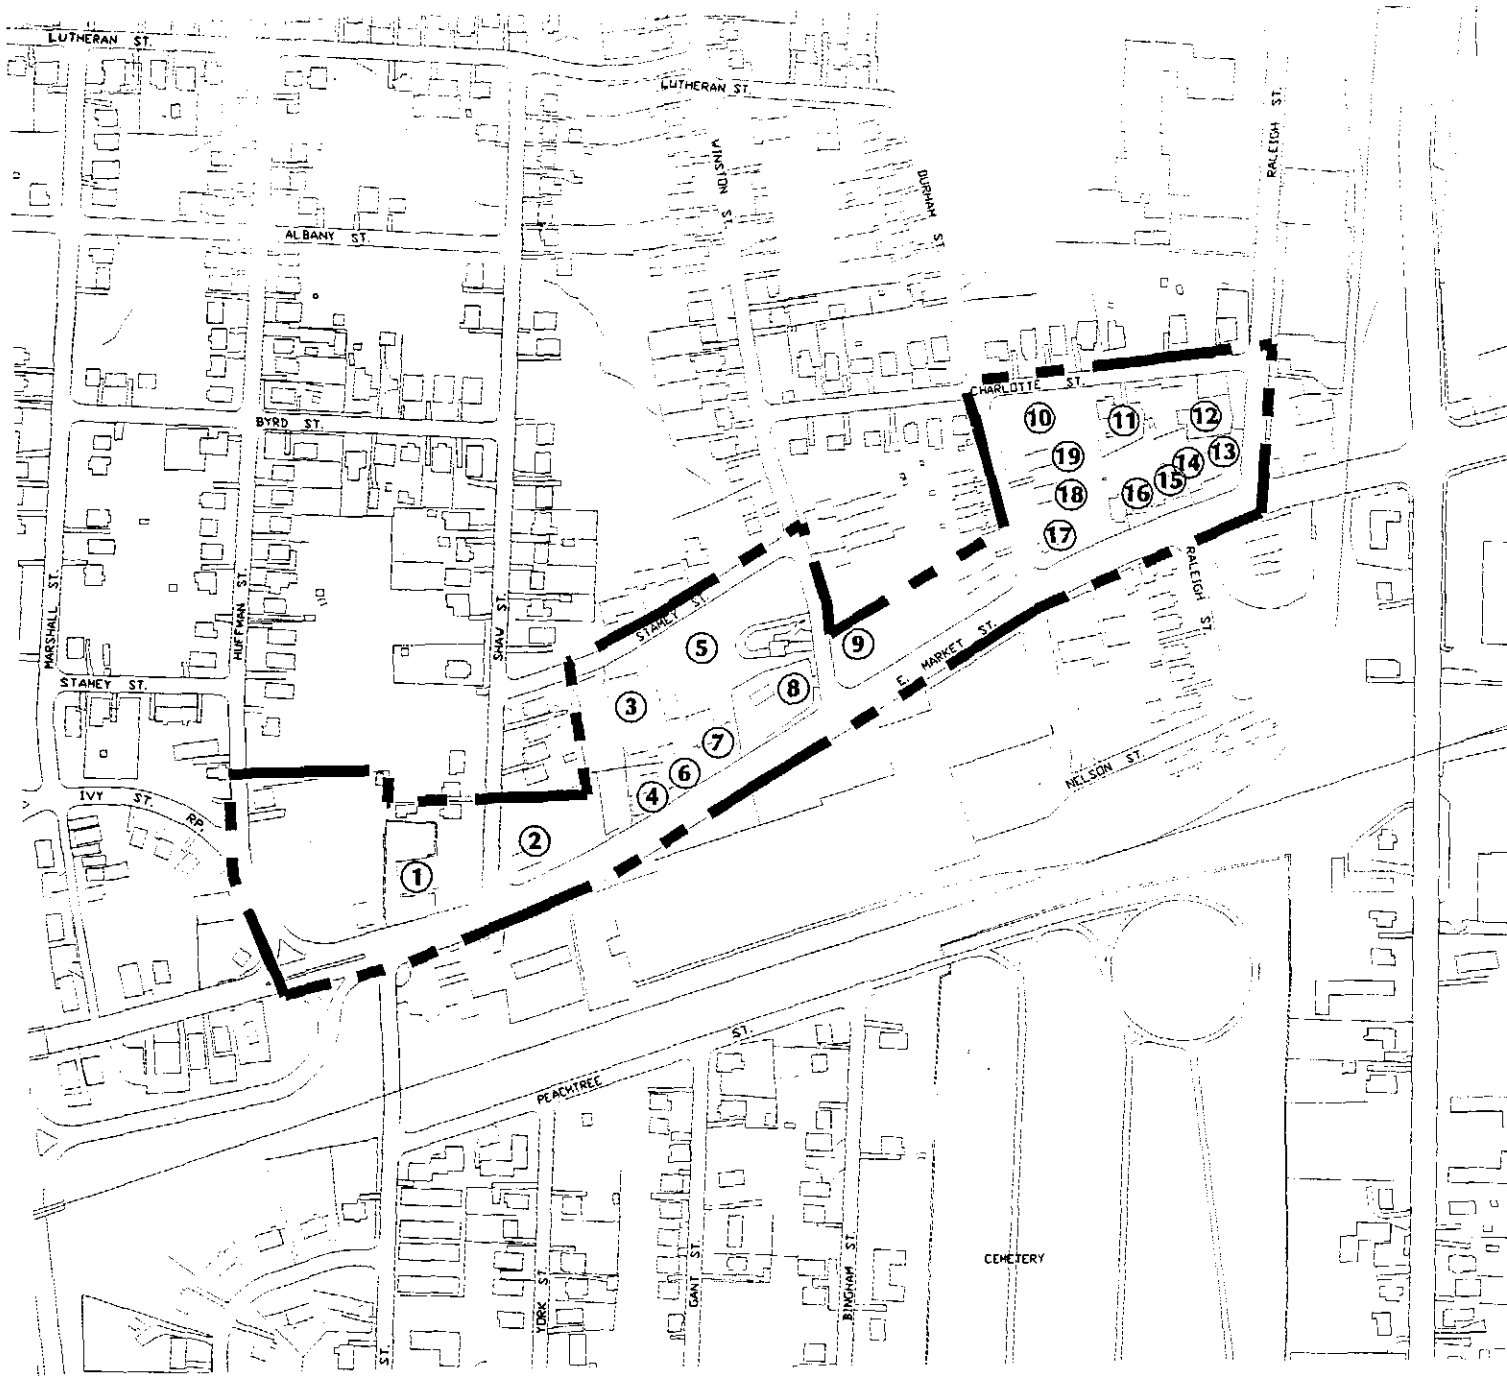 LUTHERAN ST.
LUTHERAN ST.
RALEIGH ST.
WINSTON ST
DURHAM ST
ALBANY ST.
CHARLOTTE ST.
10
11
12
BYRD ST.
19
14
13
18
16
15
17
MARSHALL ST.
HUFFMAN ST
SHAW ST.
STAMEY ST.
RALEIGH ST
5
9
E. MARKET ST.
STAMEY ST.
3
8
7
6
4
IVY ST. RP.
NELSON ST.
2
1
PEACHTREE ST.
CEMETERY
YORK ST.
GANT ST.
BINGHAM ST.
ST.